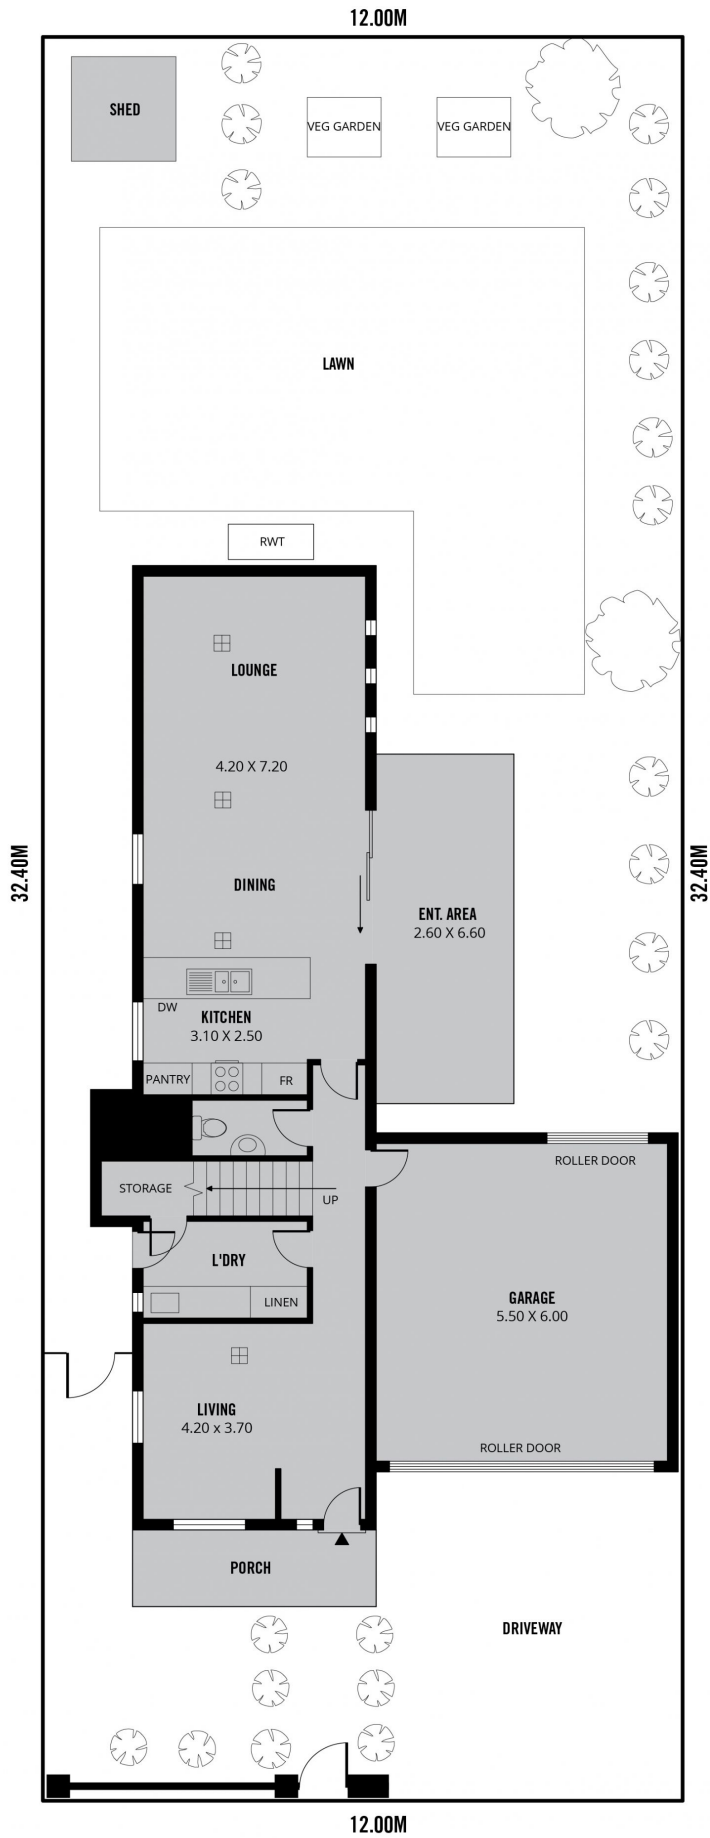 12.00M
SHED
VEG GARDEN
VEG GARDEN
LAWN
RWT
LOUNGE
4.20 X 7.20
32.40M
32.40M
DINING
ENT. AREA
2.60 X 6.60
DW
KITCHEN
3.10 X 2.50
PANTRY
FR
ROLLER DOOR
STORAGE
UP
L'DRY
LINEN
GARAGE
5.50 X 6.00
LIVING
4.20 x 3.70
ROLLER DOOR
PORCH
DRIVEWAY
12.00M